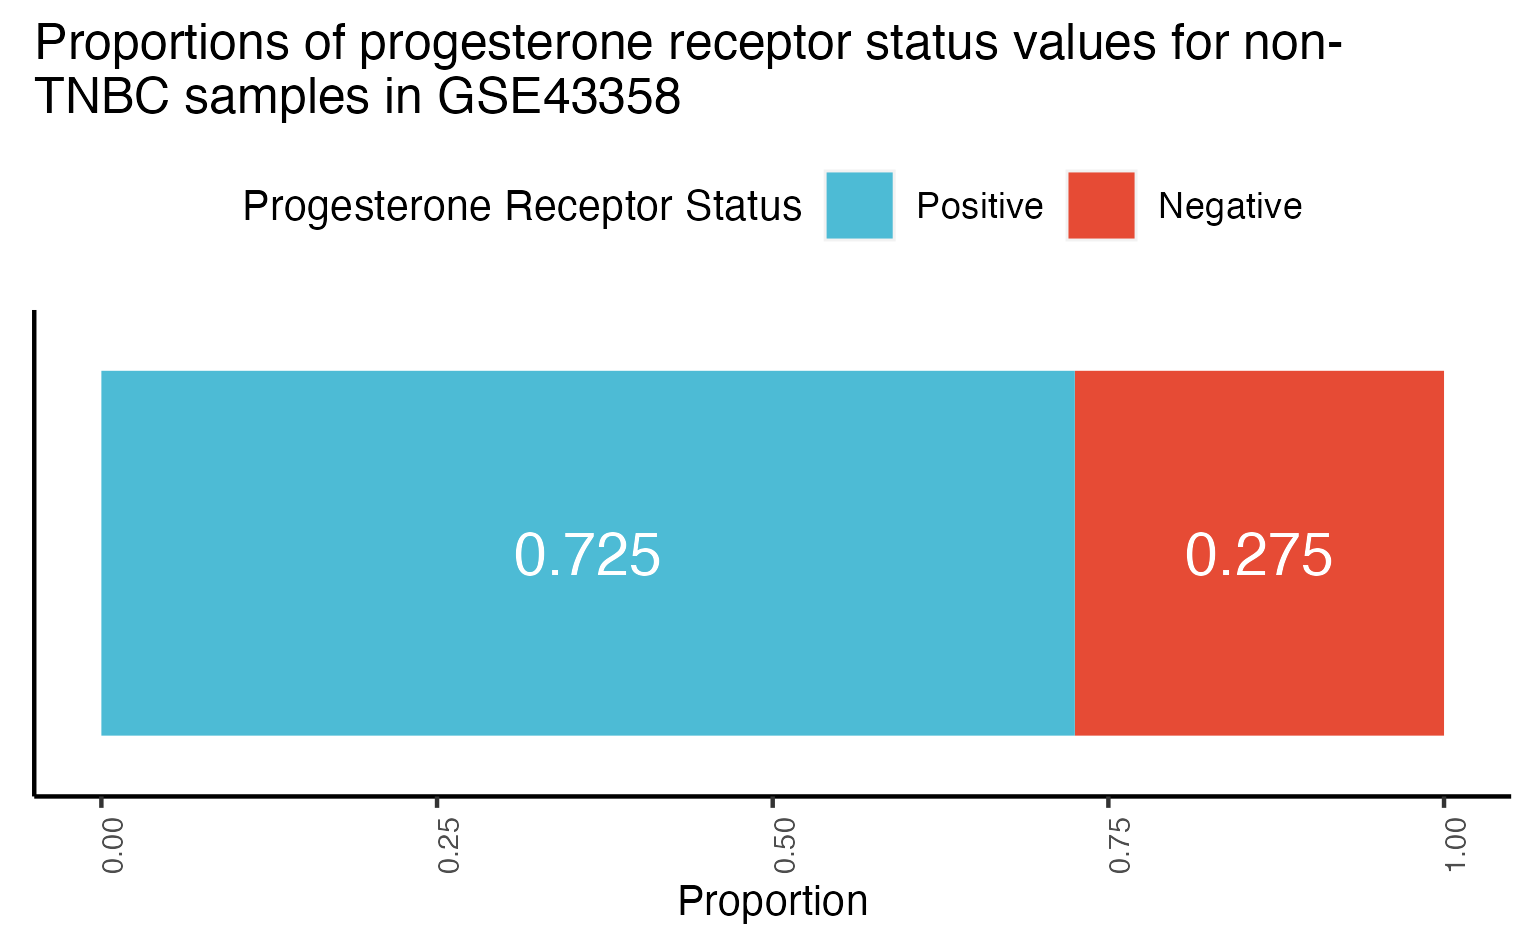 Proportions of progesterone receptor status values for non-
TNBC samples in GSE43358
Progesterone Receptor Status Positive Negative
0.725 0.275
0.00 0.25 0.50 0.75 1.00
Proportion